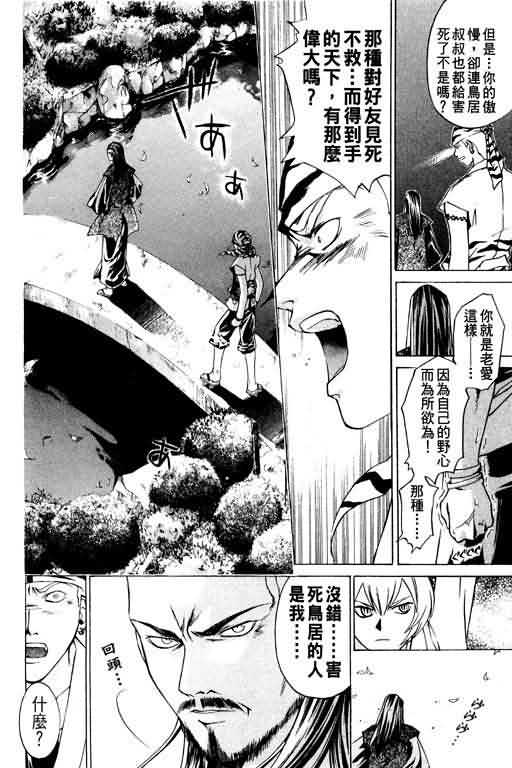 但是…你的傲
慢，卻連鳥居
叔叔也都給害
死了不是嗎？
你就是老愛
這樣…
因為自己的野心
而為所欲為！
那種…
那種對好友見死
不救…而得到手
的天下，有那麼
偉大嗎？
ああ
あぁ
沙…
沙…
沙…
沒錯……害
死鳥居的人
是我……
回頭…
什麼？